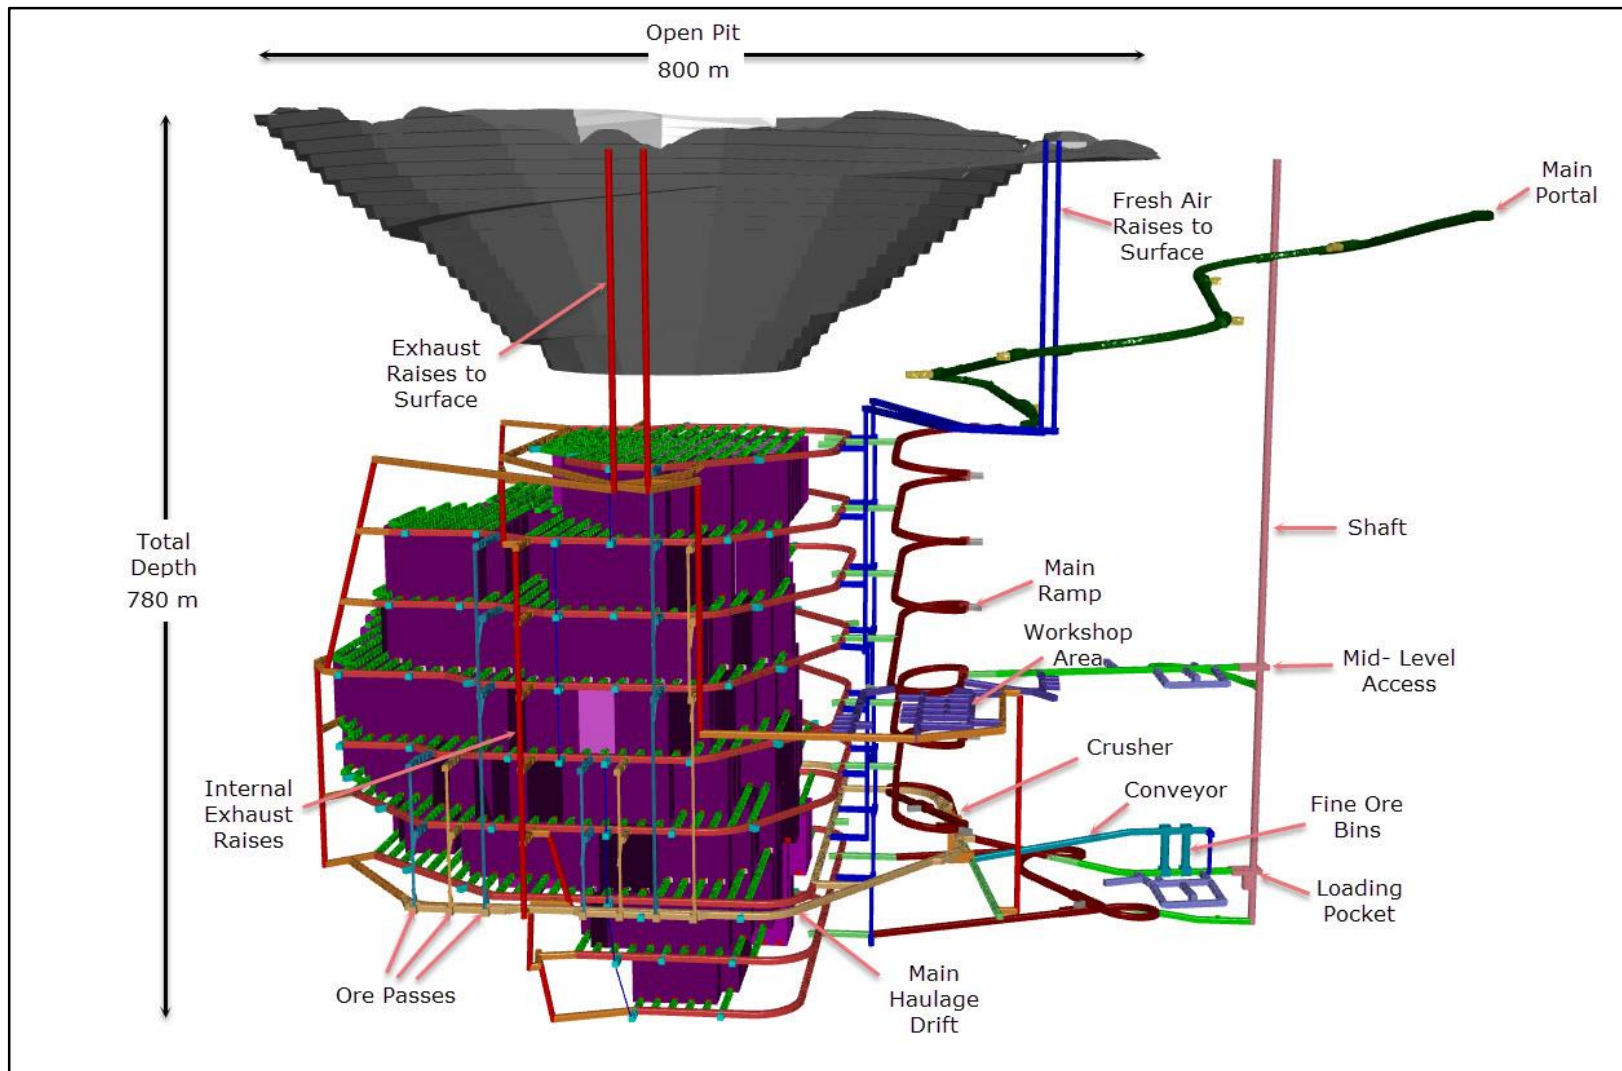 Open Pit
800 m
Main
Portal
Fresh Air
Raises to
Surface
Exhaust
Raises to
Surface
Total
Depth
780 m
Shaft
Main
Ramp
Workshop
Area
Mid- Level
Access
Crusher
Conveyor
Fine Ore
Bins
Internal
Exhaust
Raises
Loading
Pocket
Ore Passes
Main
Haulage
Drift